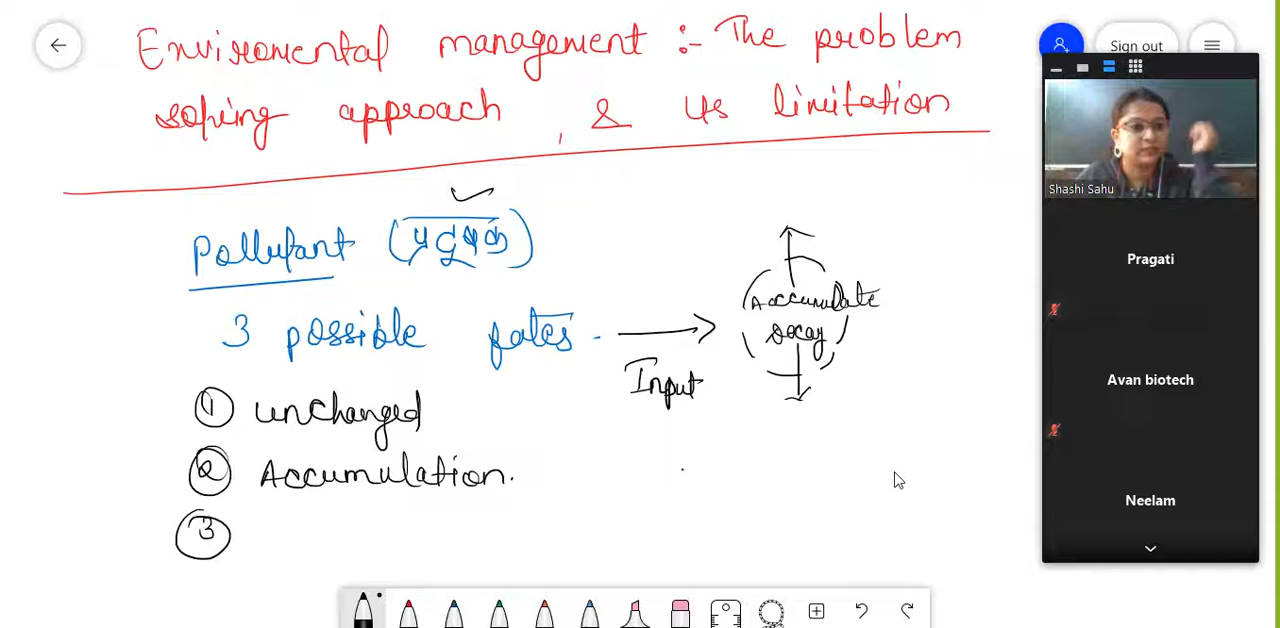 Enviromental management :- The problem
solving approach , & its limitation
Pollutant (प्रदुषक)
3 possible fates.
Input
Accumulate
Decay
① unchanged
② Accumulation.
③
Sign out
Shashi Sahu
Pragati
Avan biotech
Neelam